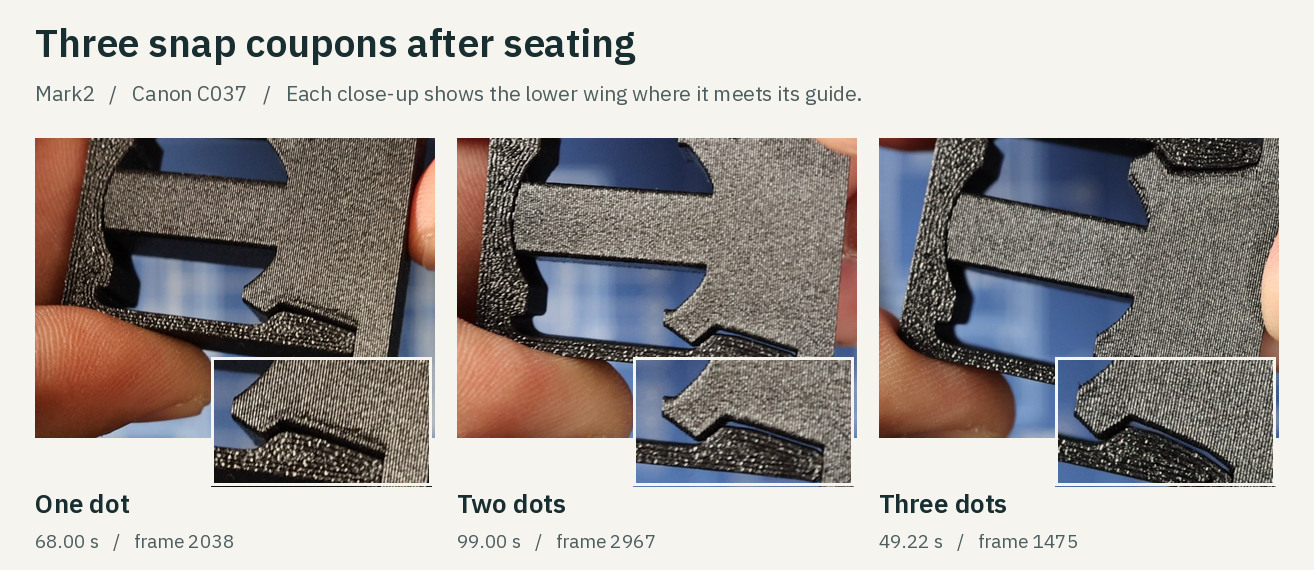 Three snap coupons after seating
Mark2 / Canon C037 / Each close-up shows the lower wing where it meets its guide.
One dot
68.00 s / frame 2038
Two dots
99.00 s / frame 2967
Three dots
49.22 s / frame 1475